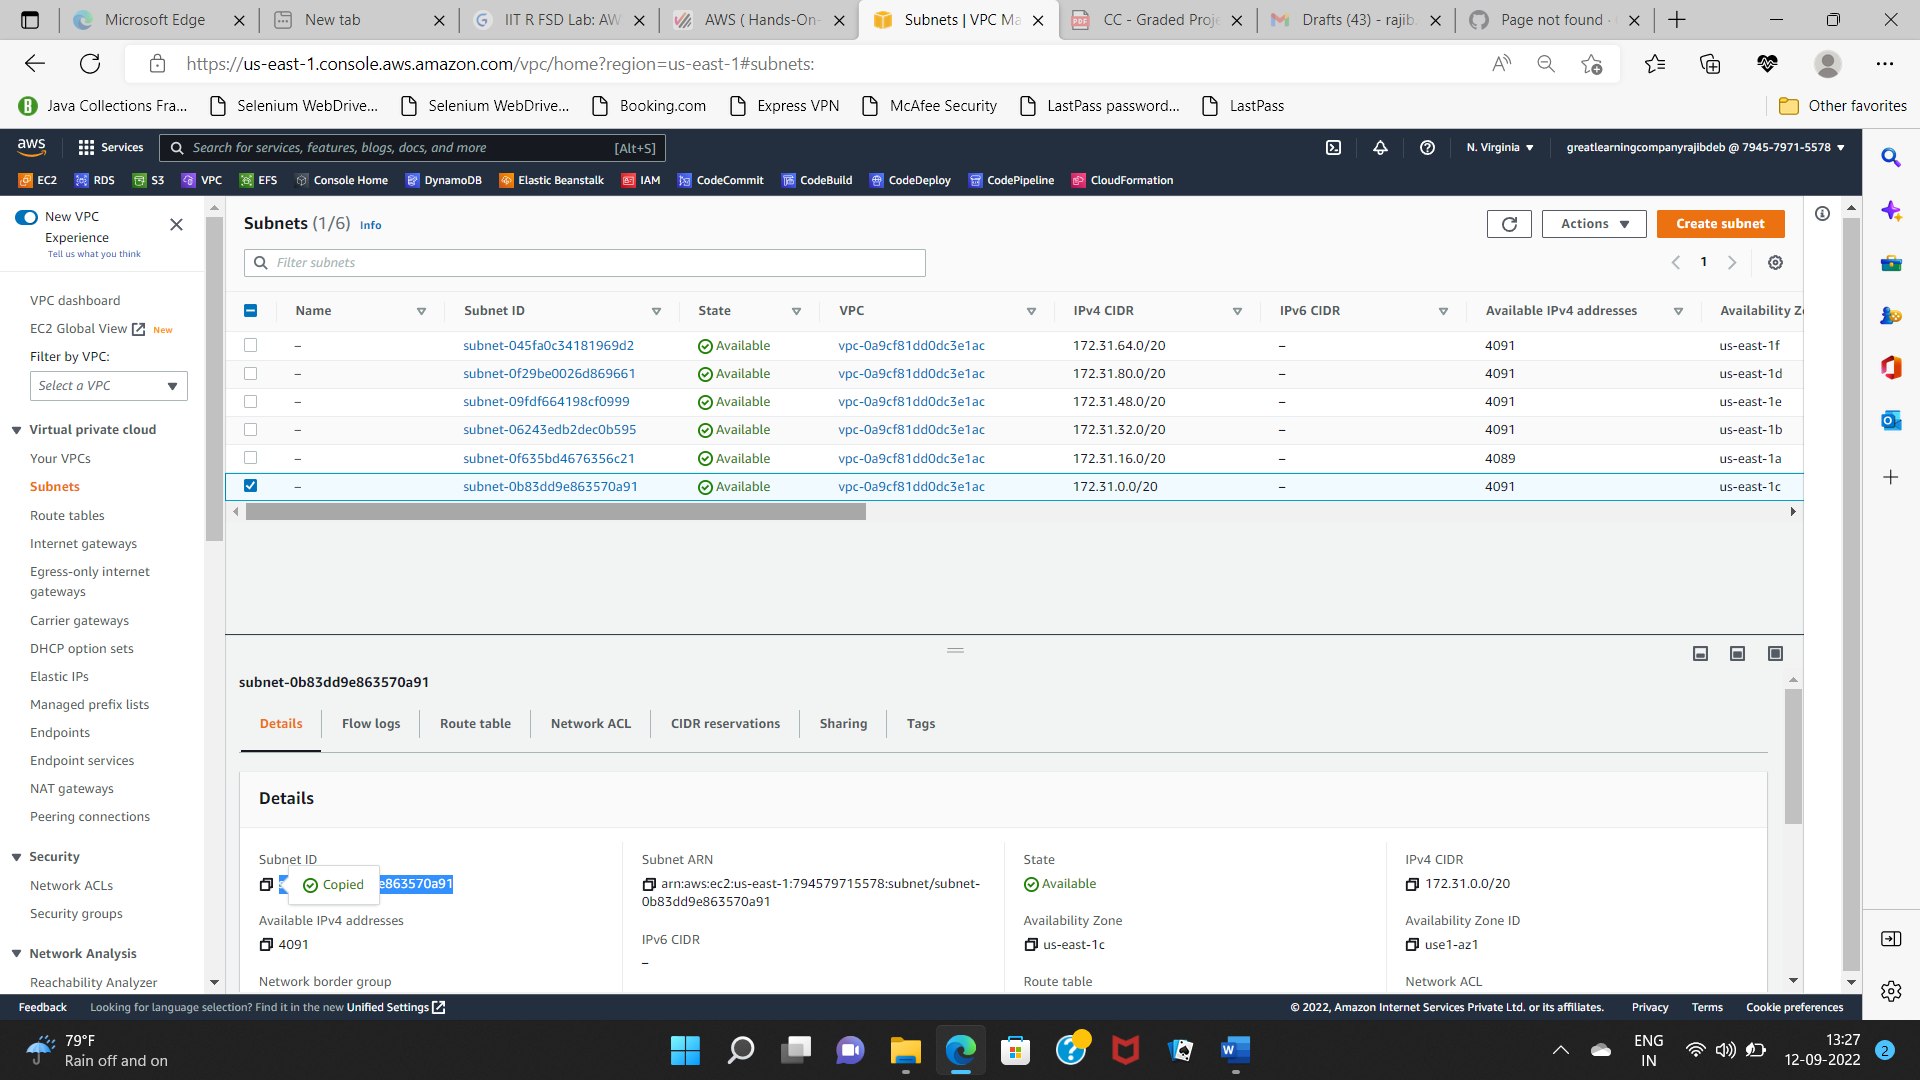 Microsoft Edge
New tab
IIT R FSD Lab: AW
AWS ( Hands-On-
Subnets | VPC Ma
CC - Graded Proje
Drafts (43) - rajib
Page not found ·
https://us-east-1.console.aws.amazon.com/vpc/home?region=us-east-1#subnets:
Java Collections Fra...
Selenium WebDrive...
Selenium WebDrive...
Booking.com
Express VPN
McAfee Security
LastPass password...
LastPass
Other favorites
aws
Services
Search for services, features, blogs, docs, and more
[Alt+S]
N. Virginia
greatlearningcompanyrajibdeb @ 7945-7971-5578
EC2
RDS
S3
VPC
EFS
Console Home
DynamoDB
Elastic Beanstalk
IAM
CodeCommit
CodeBuild
CodeDeploy
CodePipeline
CloudFormation
New VPC
Experience
Tell us what you think
VPC dashboard
EC2 Global View New
Filter by VPC:
Select a VPC
Virtual private cloud
Your VPCs
Subnets
Route tables
Internet gateways
Egress-only internet
gateways
Carrier gateways
DHCP option sets
Elastic IPs
Managed prefix lists
Endpoints
Endpoint services
NAT gateways
Peering connections
Security
Network ACLs
Security groups
Network Analysis
Reachability Analyzer
Subnets (1/6) Info
Actions
Create subnet
Filter subnets
1
Name Subnet ID State VPC IPv4 CIDR IPv6 CIDR Available IPv4 addresses Availability Z
– subnet-045fa0c34181969d2 Available vpc-0a9cf81dd0dc3e1ac 172.31.64.0/20 – 4091 us-east-1f
– subnet-0f29be0026d869661 Available vpc-0a9cf81dd0dc3e1ac 172.31.80.0/20 – 4091 us-east-1d
– subnet-09fdf664198cf0999 Available vpc-0a9cf81dd0dc3e1ac 172.31.48.0/20 – 4091 us-east-1e
– subnet-06243edb2dec0b595 Available vpc-0a9cf81dd0dc3e1ac 172.31.32.0/20 – 4091 us-east-1b
– subnet-0f635bd4676356c21 Available vpc-0a9cf81dd0dc3e1ac 172.31.16.0/20 – 4089 us-east-1a
– subnet-0b83dd9e863570a91 Available vpc-0a9cf81dd0dc3e1ac 172.31.0.0/20 – 4091 us-east-1c
subnet-0b83dd9e863570a91
Details
Flow logs
Route table
Network ACL
CIDR reservations
Sharing
Tags
Details
Subnet ID
Copied
e863570a91
Available IPv4 addresses
4091
Network border group
Subnet ARN
arn:aws:ec2:us-east-1:794579715578:subnet/subnet-
0b83dd9e863570a91
IPv6 CIDR
–
State
Available
Availability Zone
us-east-1c
Route table
IPv4 CIDR
172.31.0.0/20
Availability Zone ID
use1-az1
Network ACL
Feedback
Looking for language selection? Find it in the new Unified Settings
© 2022, Amazon Internet Services Private Ltd. or its affiliates.
Privacy
Terms
Cookie preferences
79°F
Rain off and on
W
ENG
IN
13:27
12-09-2022
2